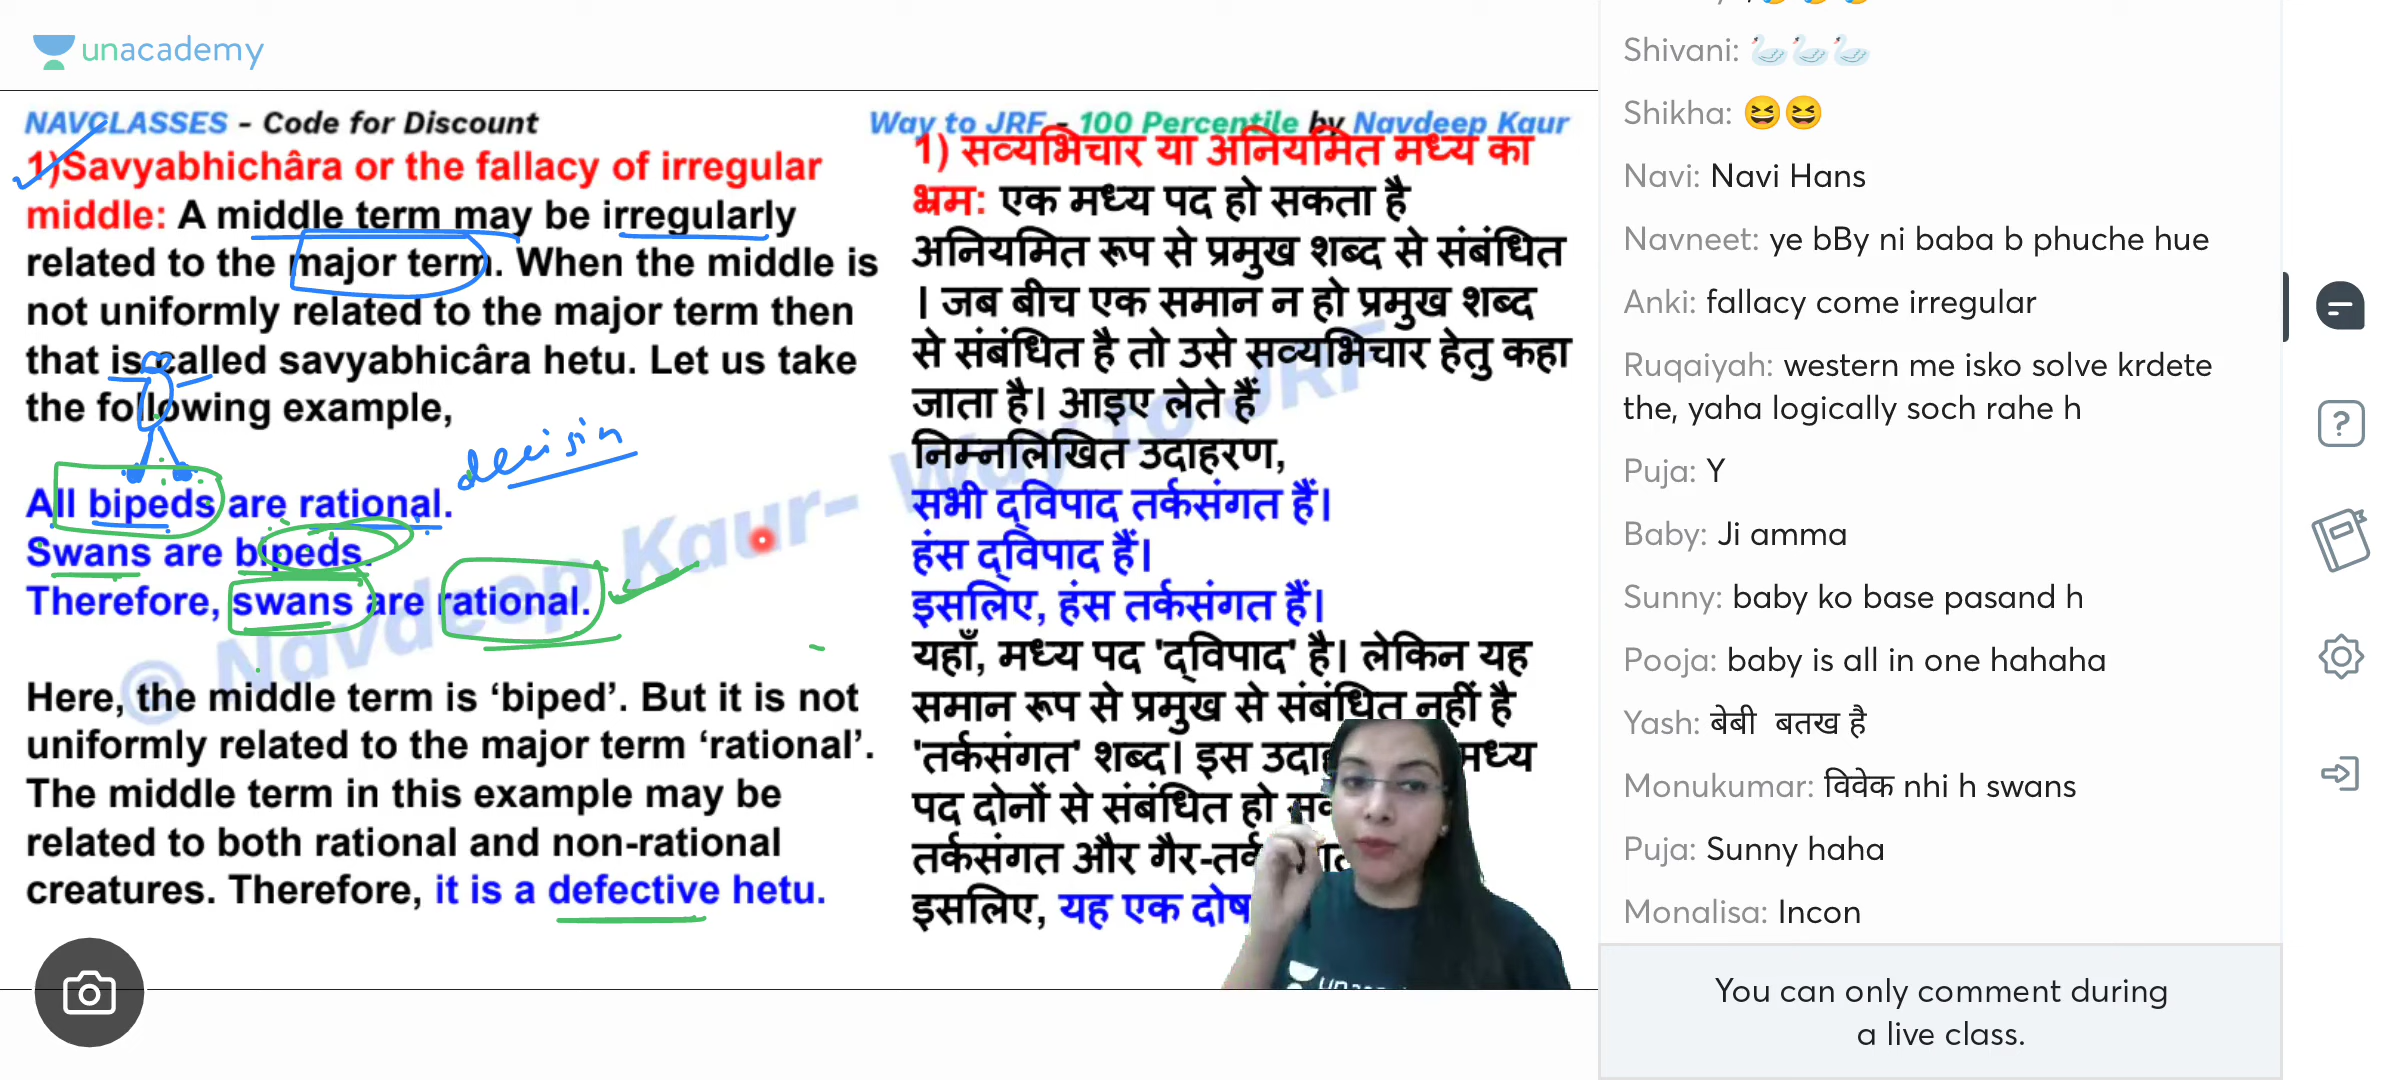 unacademy
NAVCLASSES - Code for Discount
Way to JRF - 100 Percentile by Navdeep Kaur
1)Savyabhichâra or the fallacy of irregular
middle: A middle term may be irregularly
related to the major term. When the middle is
not uniformly related to the major term then
that is called savyabhicâra hetu. Let us take
the following example,
All bipeds are rational.
Swans are bipeds.
Therefore, swans are rational.
Here, the middle term is ‘biped’. But it is not
uniformly related to the major term ‘rational’.
The middle term in this example may be
related to both rational and non-rational
creatures. Therefore, it is a defective hetu.
1) सव्यभिचार या अनियमित मध्य का
भ्रम: एक मध्य पद हो सकता है
अनियमित रूप से प्रमुख शब्द से संबंधित
। जब बीच एक समान न हो प्रमुख शब्द
से संबंधित है तो उसे सव्यभिचार हेतु कहा
जाता है। आइए लेते हैं
निम्नलिखित उदाहरण,
सभी द्विपाद तर्कसंगत हैं।
हंस द्विपाद हैं।
इसलिए, हंस तर्कसंगत हैं।
यहाँ, मध्य पद 'द्विपाद' है। लेकिन यह
समान रूप से प्रमुख से संबंधित नहीं है
'तर्कसंगत' शब्द। इस मध्य
पद दोनों से संबंधित हो
तर्कसंगत और
इसलिए, यह एक
© Navdeep Kaur- Way to JRF
Shivani: 🦢🦢🦢
Shikha: 😆😆
Navi: Navi Hans
Navneet: ye bBy ni baba b phuche hue
Anki: fallacy come irregular
Ruqaiyah: western me isko solve krdete
the, yaha logically soch rahe h
Puja: Y
Baby: Ji amma
Sunny: baby ko base pasand h
Pooja: baby is all in one hahaha
Yash: बेबी बतख है
Monukumar: विवेक nhi h swans
Puja: Sunny haha
Monalisa: Incon
You can only comment during
a live class.